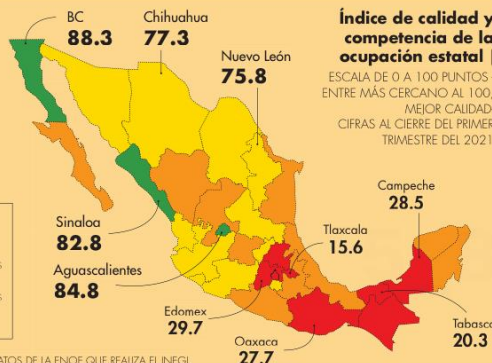 Índice de calidad y
competencia de la
ocupación estatal |
ESCALA DE 0 A 100 PUNTOS
ENTRE MÁS CERCANO AL 100,
MEJOR CALIDAD
CIFRAS AL CIERRE DEL PRIMER
TRIMESTRE DEL 2021
BC
88.3
Chihuahua
77.3
Nuevo León
75.8
Sinaloa
82.8
Aguascalientes
84.8
Edomex
29.7
Oaxaca
27.7
Tlaxcala
15.6
Campeche
28.5
Tabasco
20.3
ATOS DE LA ENOE QUE REALIZA EL INEGI